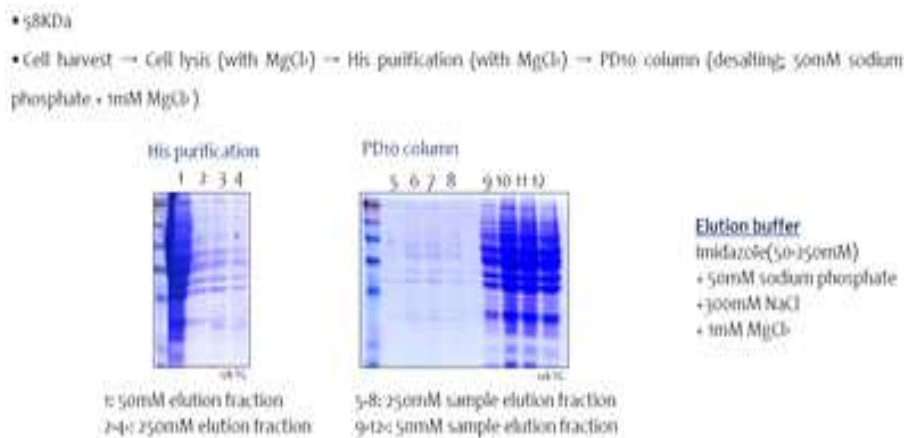 • 58KDa
• Cell harvest → Cell lysis (with MgCl₂) → His purification (with MgCl₂) → PD10 column (desalting; 50mM sodium
phosphate + 1mM MgCl₂)
His purification
PD10 column
1 2 3 4
5 6 7 8 9 10 11 12
Elution buffer
Imidazole(50-250mM)
+ 50mM sodium phosphate
+300mM NaCl
+ 1mM MgCl₂
1: 50mM elution fraction
2-4: 250mM elution fraction
5-8: 250mM sample elution fraction
9-12: 50mM sample elution fraction